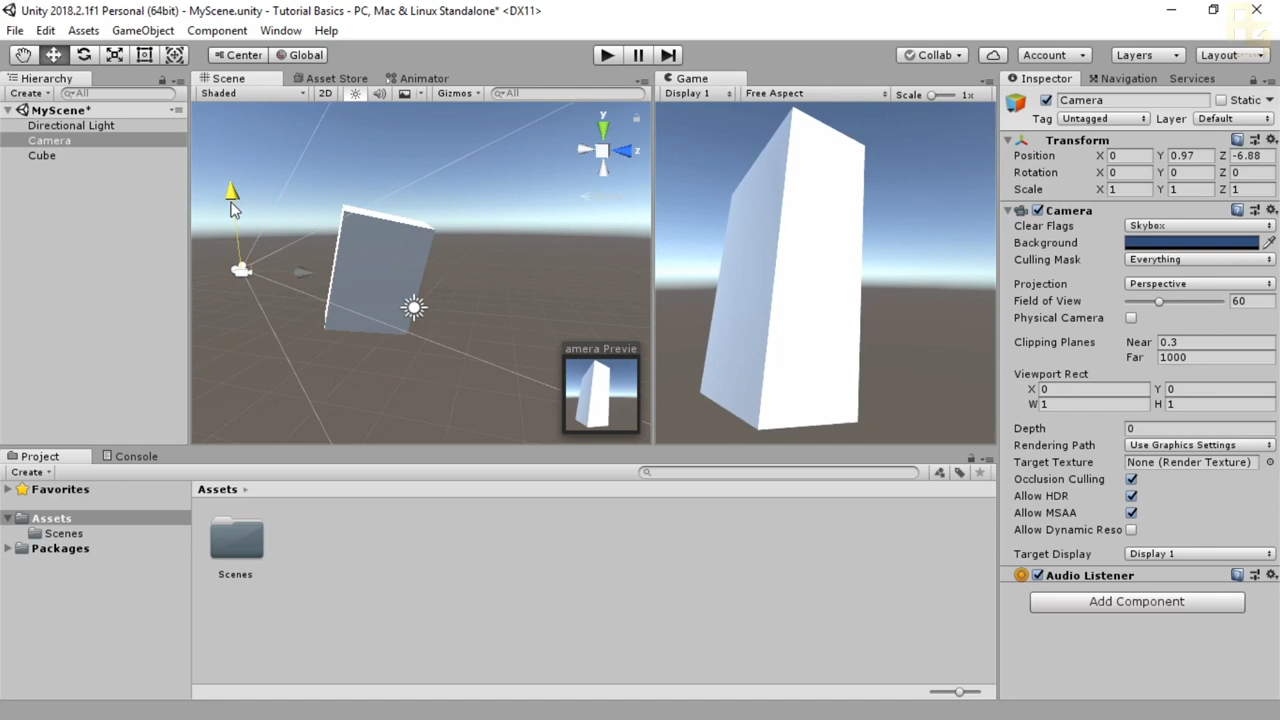 Unity 2018.2.1f1 Personal (64bit) - MyScene.unity - Tutorial Basics - PC, Mac & Linux Standalone* <DX11>
File Edit Assets GameObject Component Window Help
Center Global Collab Account Layers Layout
Hierarchy Scene Asset Store Animator Game Inspector Navigation Services
Create All Shaded 2D Gizmos All Display 1 Free Aspect Scale 1x
MyScene*
Directional Light
Camera
Cube
y
z
amera Previe
Camera Static
Tag Untagged Layer Default
Transform
Position X 0 Y 0.97 Z -6.88
Rotation X 0 Y 0 Z 0
Scale X 1 Y 1 Z 1
Camera
Clear Flags Skybox
Background
Culling Mask Everything
Projection Perspective
Field of View 60
Physical Camera
Clipping Planes Near 0.3
Far 1000
Viewport Rect
X 0 Y 0
W 1 H 1
Depth 0
Rendering Path Use Graphics Settings
Target Texture None (Render Texture)
Occlusion Culling
Allow HDR
Allow MSAA
Allow Dynamic Reso
Target Display Display 1
Audio Listener
Add Component
Project Console
Create
Favorites
Assets
Scenes
Packages
Assets
Scenes